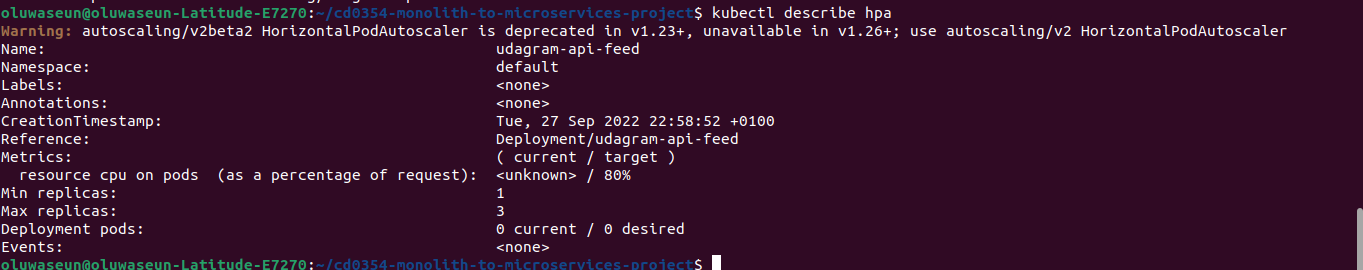 oluwaseun@oluwaseun-Latitude-E7270:~/cd0354-monolith-to-microservices-project$ kubectl describe hpa
Warning: autoscaling/v2beta2 HorizontalPodAutoscaler is deprecated in v1.23+, unavailable in v1.26+; use autoscaling/v2 HorizontalPodAutoscaler
Name: udagram-api-feed
Namespace: default
Labels: <none>
Annotations: <none>
CreationTimestamp: Tue, 27 Sep 2022 22:58:52 +0100
Reference: Deployment/udagram-api-feed
Metrics: ( current / target )
resource cpu on pods  (as a percentage of request): <unknown> / 80%
Min replicas: 1
Max replicas: 3
Deployment pods: 0 current / 0 desired
Events: <none>
oluwaseun@oluwaseun-Latitude-E7270:~/cd0354-monolith-to-microservices-project$